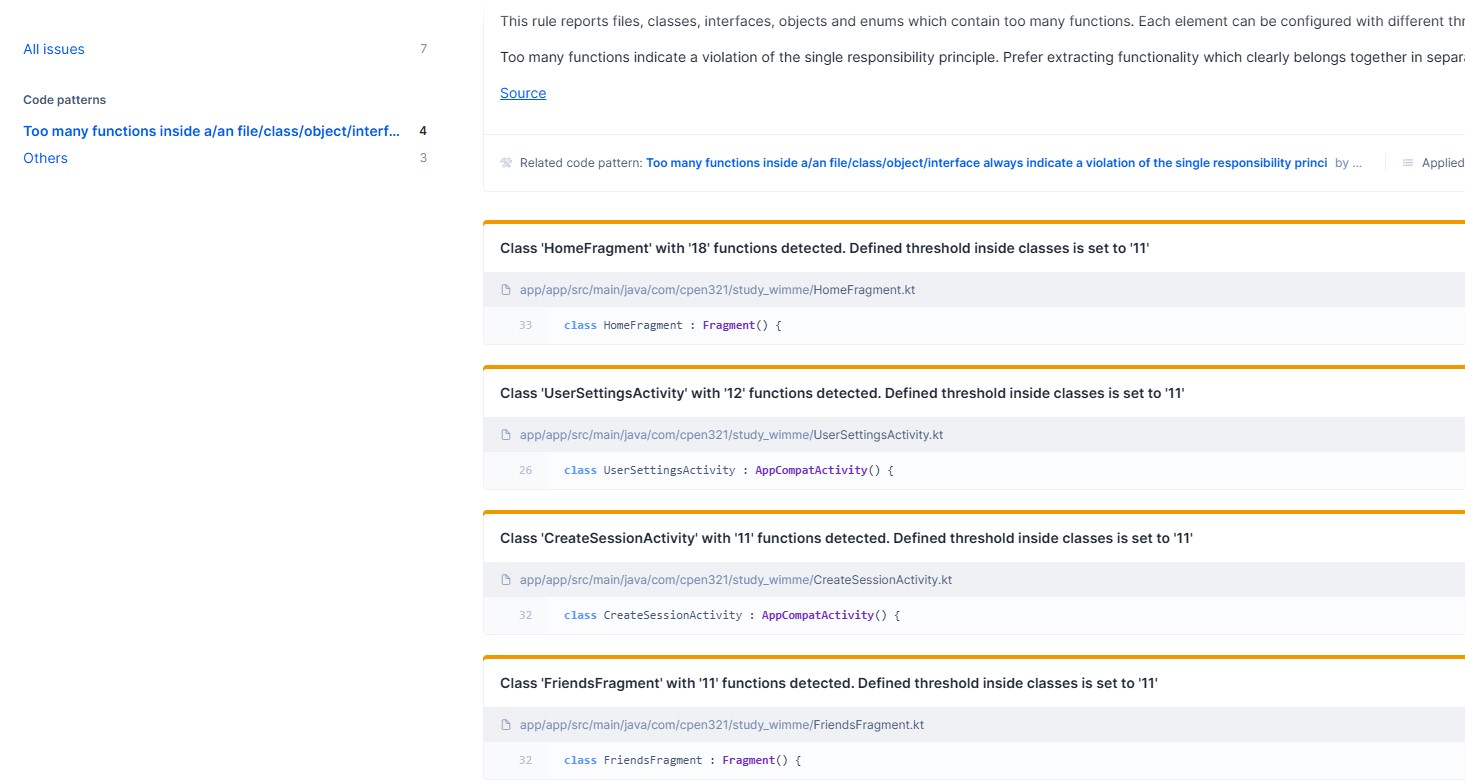 All issues 7
Code patterns
Too many functions inside a/an file/class/object/interf... 4
Others 3
This rule reports files, classes, interfaces, objects and enums which contain too many functions. Each element can be configured with different
Too many functions indicate a violation of the single responsibility principle. Prefer extracting functionality which clearly belongs together in
Source
Related code pattern: Too many functions inside a/an file/class/object/interface always indicate a violation of the single responsibility princi by ... Applied
Class 'HomeFragment' with '18' functions detected. Defined threshold inside classes is set to '11'
app/app/src/main/java/com/cpen321/study_wimme/HomeFragment.kt
33 class HomeFragment : Fragment() {
Class 'UserSettingsActivity' with '12' functions detected. Defined threshold inside classes is set to '11'
app/app/src/main/java/com/cpen321/study_wimme/UserSettingsActivity.kt
26 class UserSettingsActivity : AppCompatActivity() {
Class 'CreateSessionActivity' with '11' functions detected. Defined threshold inside classes is set to '11'
app/app/src/main/java/com/cpen321/study_wimme/CreateSessionActivity.kt
32 class CreateSessionActivity : AppCompatActivity() {
Class 'FriendsFragment' with '11' functions detected. Defined threshold inside classes is set to '11'
app/app/src/main/java/com/cpen321/study_wimme/FriendsFragment.kt
32 class FriendsFragment : Fragment() {